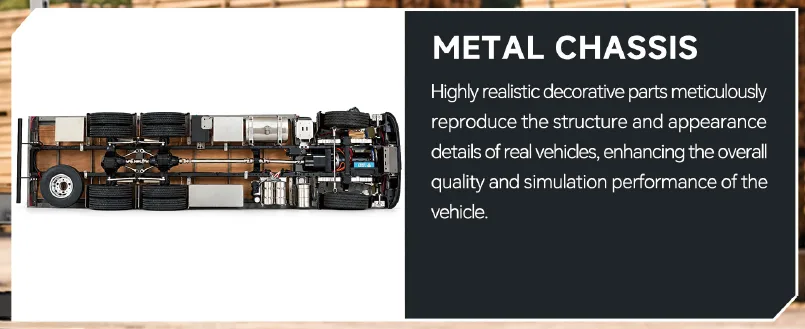 METAL CHASSIS
Highly realistic decorative parts meticulously
reproduce the structure and appearance
details of real vehicles, enhancing the overall
quality and simulation performance of the
vehicle.